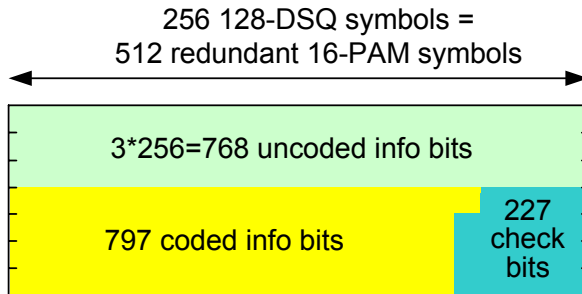 256 128-DSQ symbols =
512 redundant 16-PAM symbols
3*256=768 uncoded info bits
797 coded info bits
227
check
bits